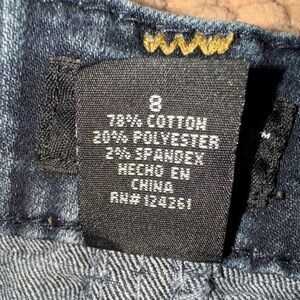 8
78% COTTON
20% POLYESTER
2% SPANDEX
HECHO EN
CHINA
RN# 124261